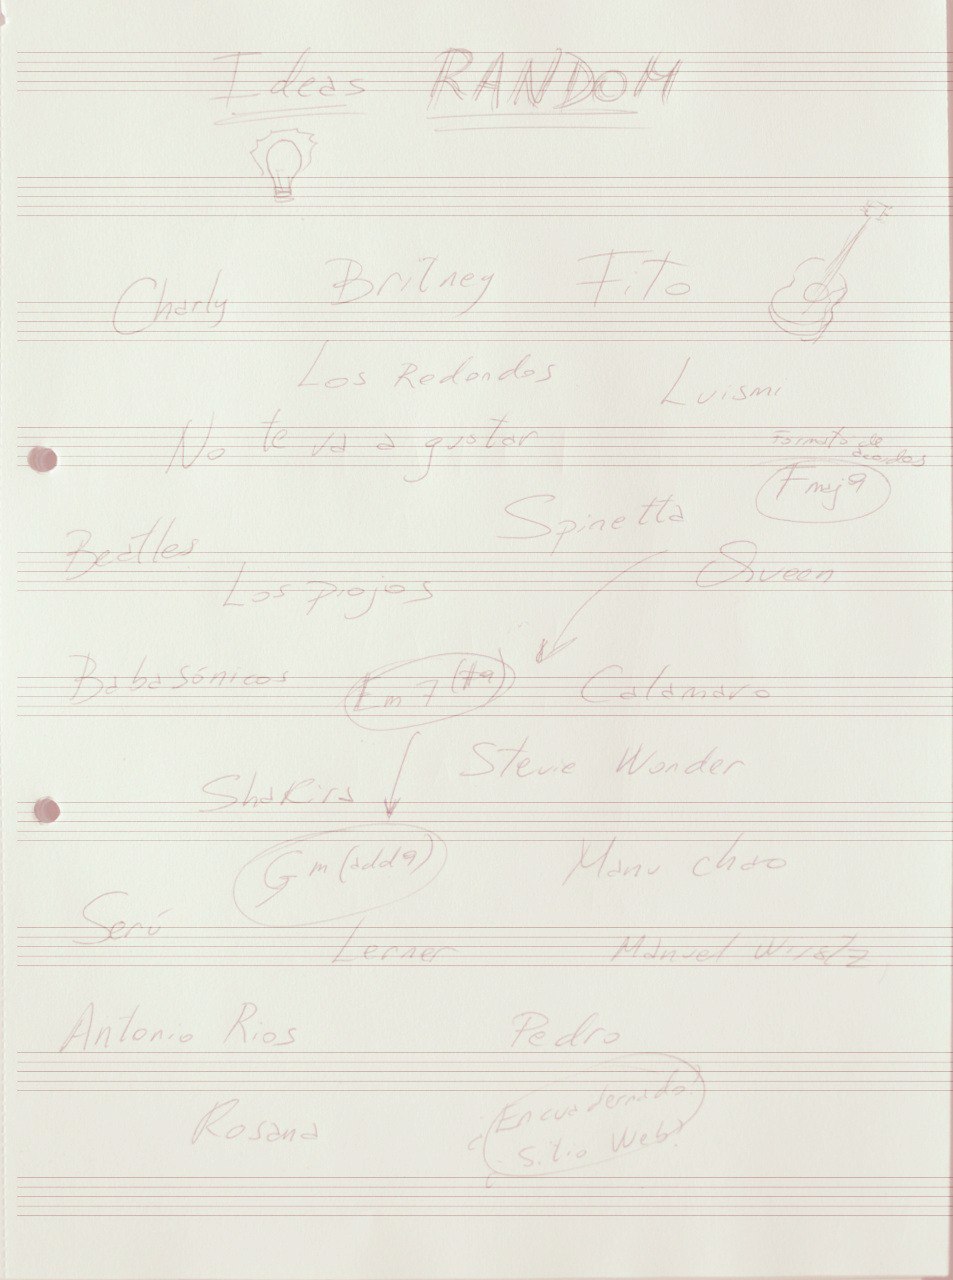 Ideas RANDOM
Charly Britney Fito
Los Redondos
Luismi
No te va a gustar
Formato de acordes
Fmaj9
Spinetta
Beatles
Queen
Los piojos
Babasónicos
Em7(#9)
Calamaro
Stevie Wonder
Shakira
Gm(add9)
Manu chao
Serú
Lerner
Manuel Wirtz
Antonio Rios
Pedro
Rosana
¿Encuadernado?
Sitio Web?